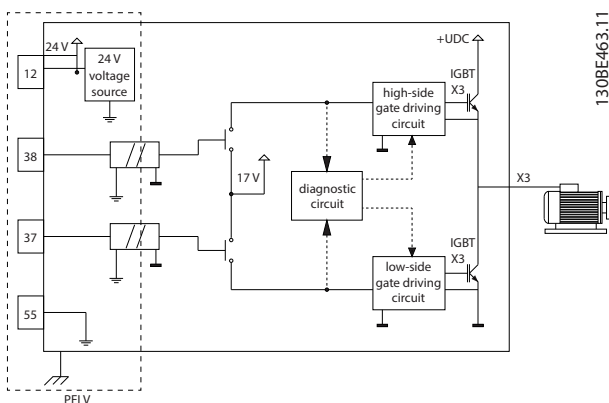 130BE463.11
+UDC
24 V
12
24 V
voltage
source
IGBT
X3
high-side
gate driving
circuit
38
17 V
diagnostic
circuit
X3
37
IGBT
X3
low-side
gate driving
circuit
55
PELV